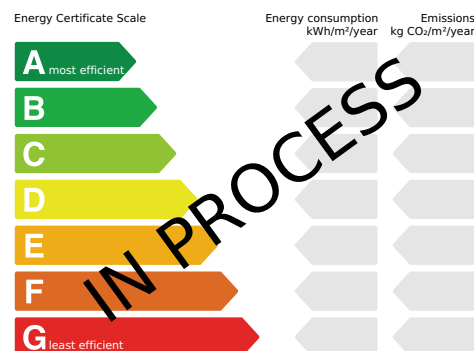 Energy Certificate Scale
Energy consumption
kWh/m²/year
Emissions
kg CO₂/m²/year
A most efficient
B
C
D
E
F
G least efficient
IN PROCESS